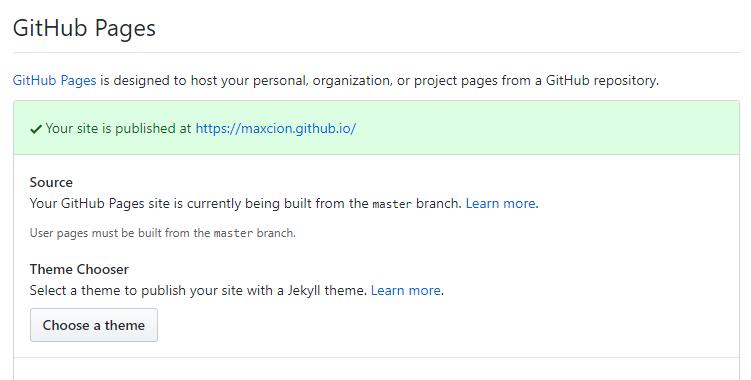 GitHub Pages
GitHub Pages is designed to host your personal, organization, or project pages from a GitHub repository.
✓ Your site is published at https://maxcion.github.io/
Source
Your GitHub Pages site is currently being built from the master branch. Learn more.
User pages must be built from the master branch.
Theme Chooser
Select a theme to publish your site with a Jekyll theme. Learn more.
Choose a theme